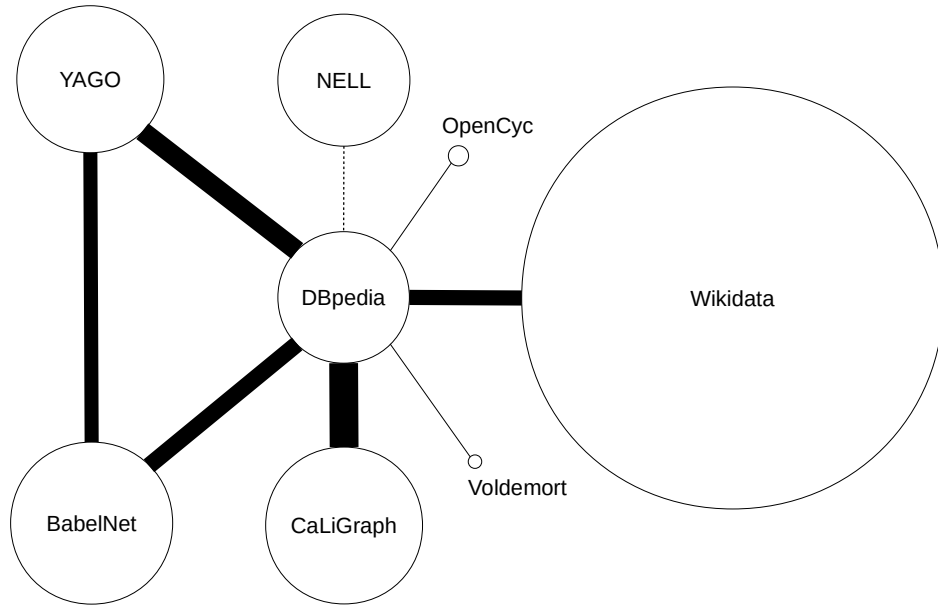 YAGO
NELL
OpenCyc
DBpedia
Wikidata
Voldemort
BabelNet
CaLiGraph